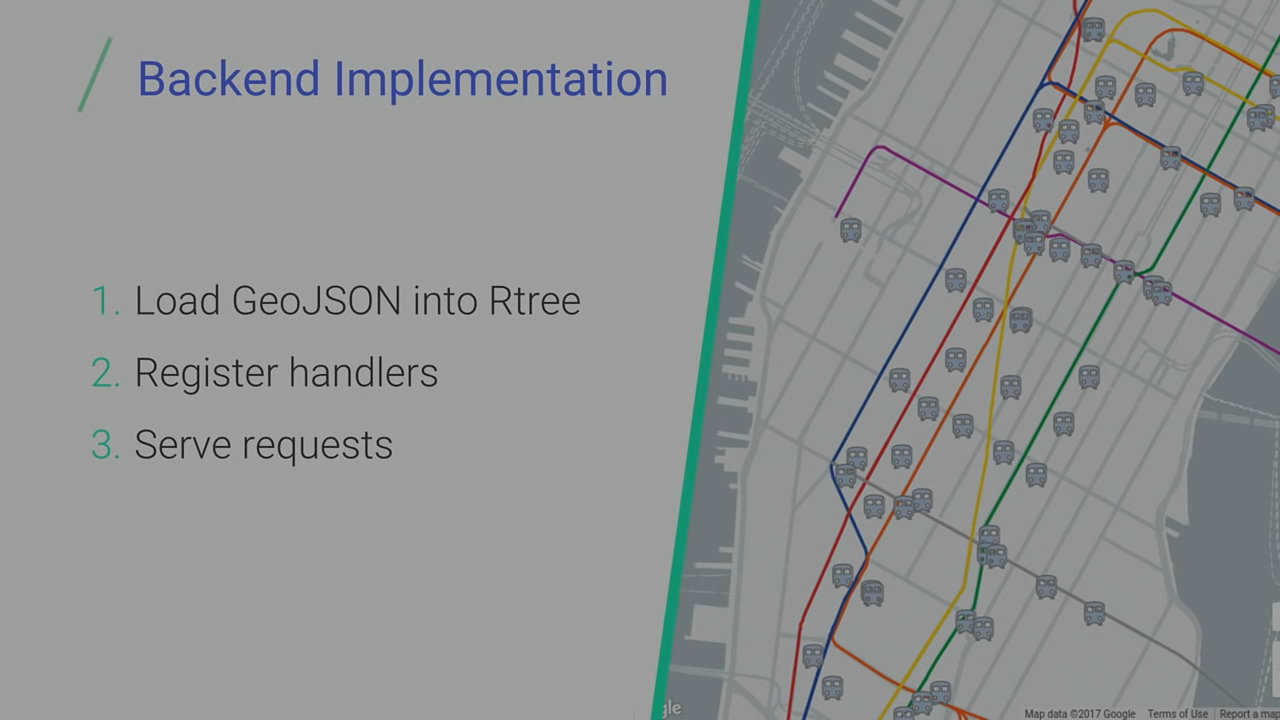 Backend Implementation
1. Load GeoJSON into Rtree
2. Register handlers
3. Serve requests
gle
Map data ©2017 Google Terms of Use Report a map